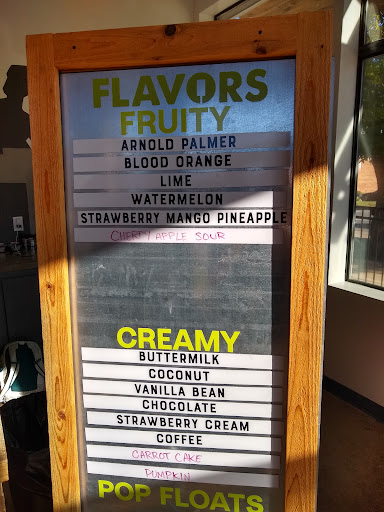 FLAVORS
FRUITY
ARNOLD PALMER
BLOOD ORANGE
LIME
WATERMELON
STRAWBERRY MANGO PINEAPPLE
CHERRY/APPLE SOUR
CREAMY
BUTTERMILK
COCONUT
VANILLA BEAN
CHOCOLATE
STRAWBERRY CREAM
COFFEE
CARROT CAKE
PUMPKIN
POP FLOATS